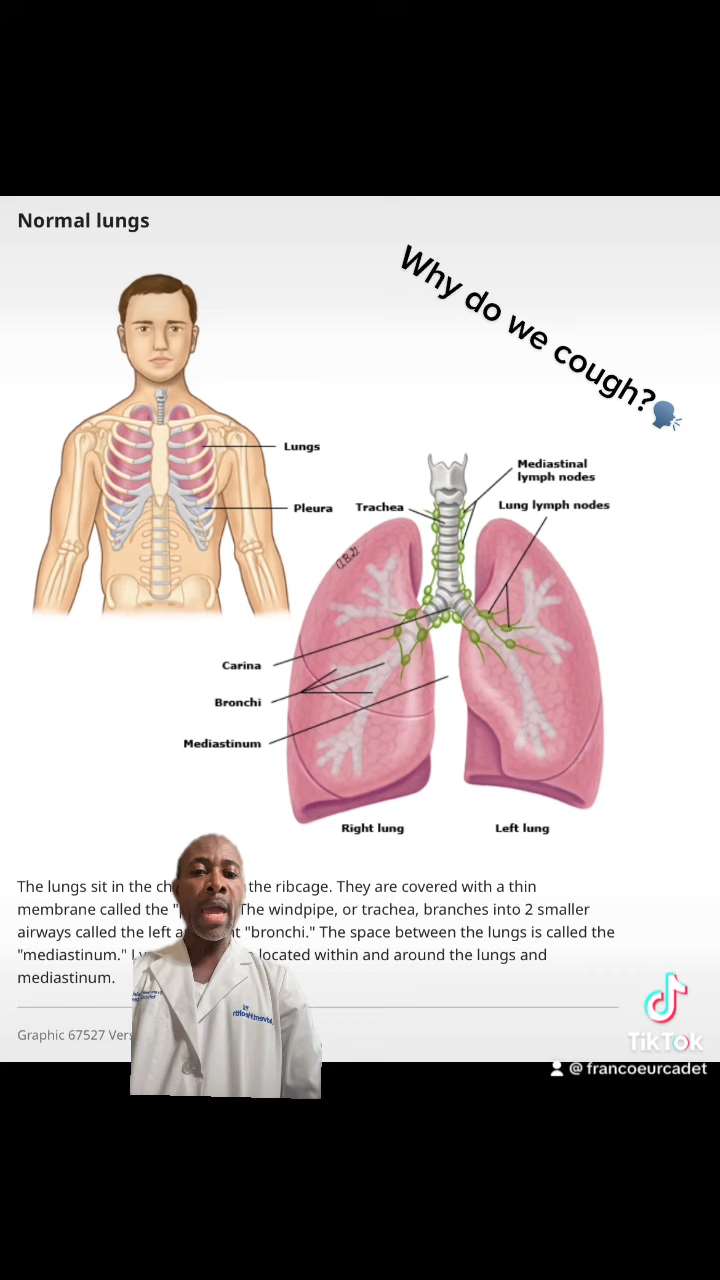 Normal lungs
Why do we cough?
Lungs
Pleura
Mediastinal
lymph nodes
Trachea
Lung lymph nodes
Carina
Bronchi
Mediastinum
Right lung
Left lung
The lungs sit in the the ribcage. They are covered with a thin
membrane called the " The windpipe, or trachea, branches into 2 smaller
airways called the left "bronchi." The space between the lungs is called the
"mediastinum." located within and around the lungs and
mediastinum.
Graphic 67527
TikTok
@ francoeurcadet